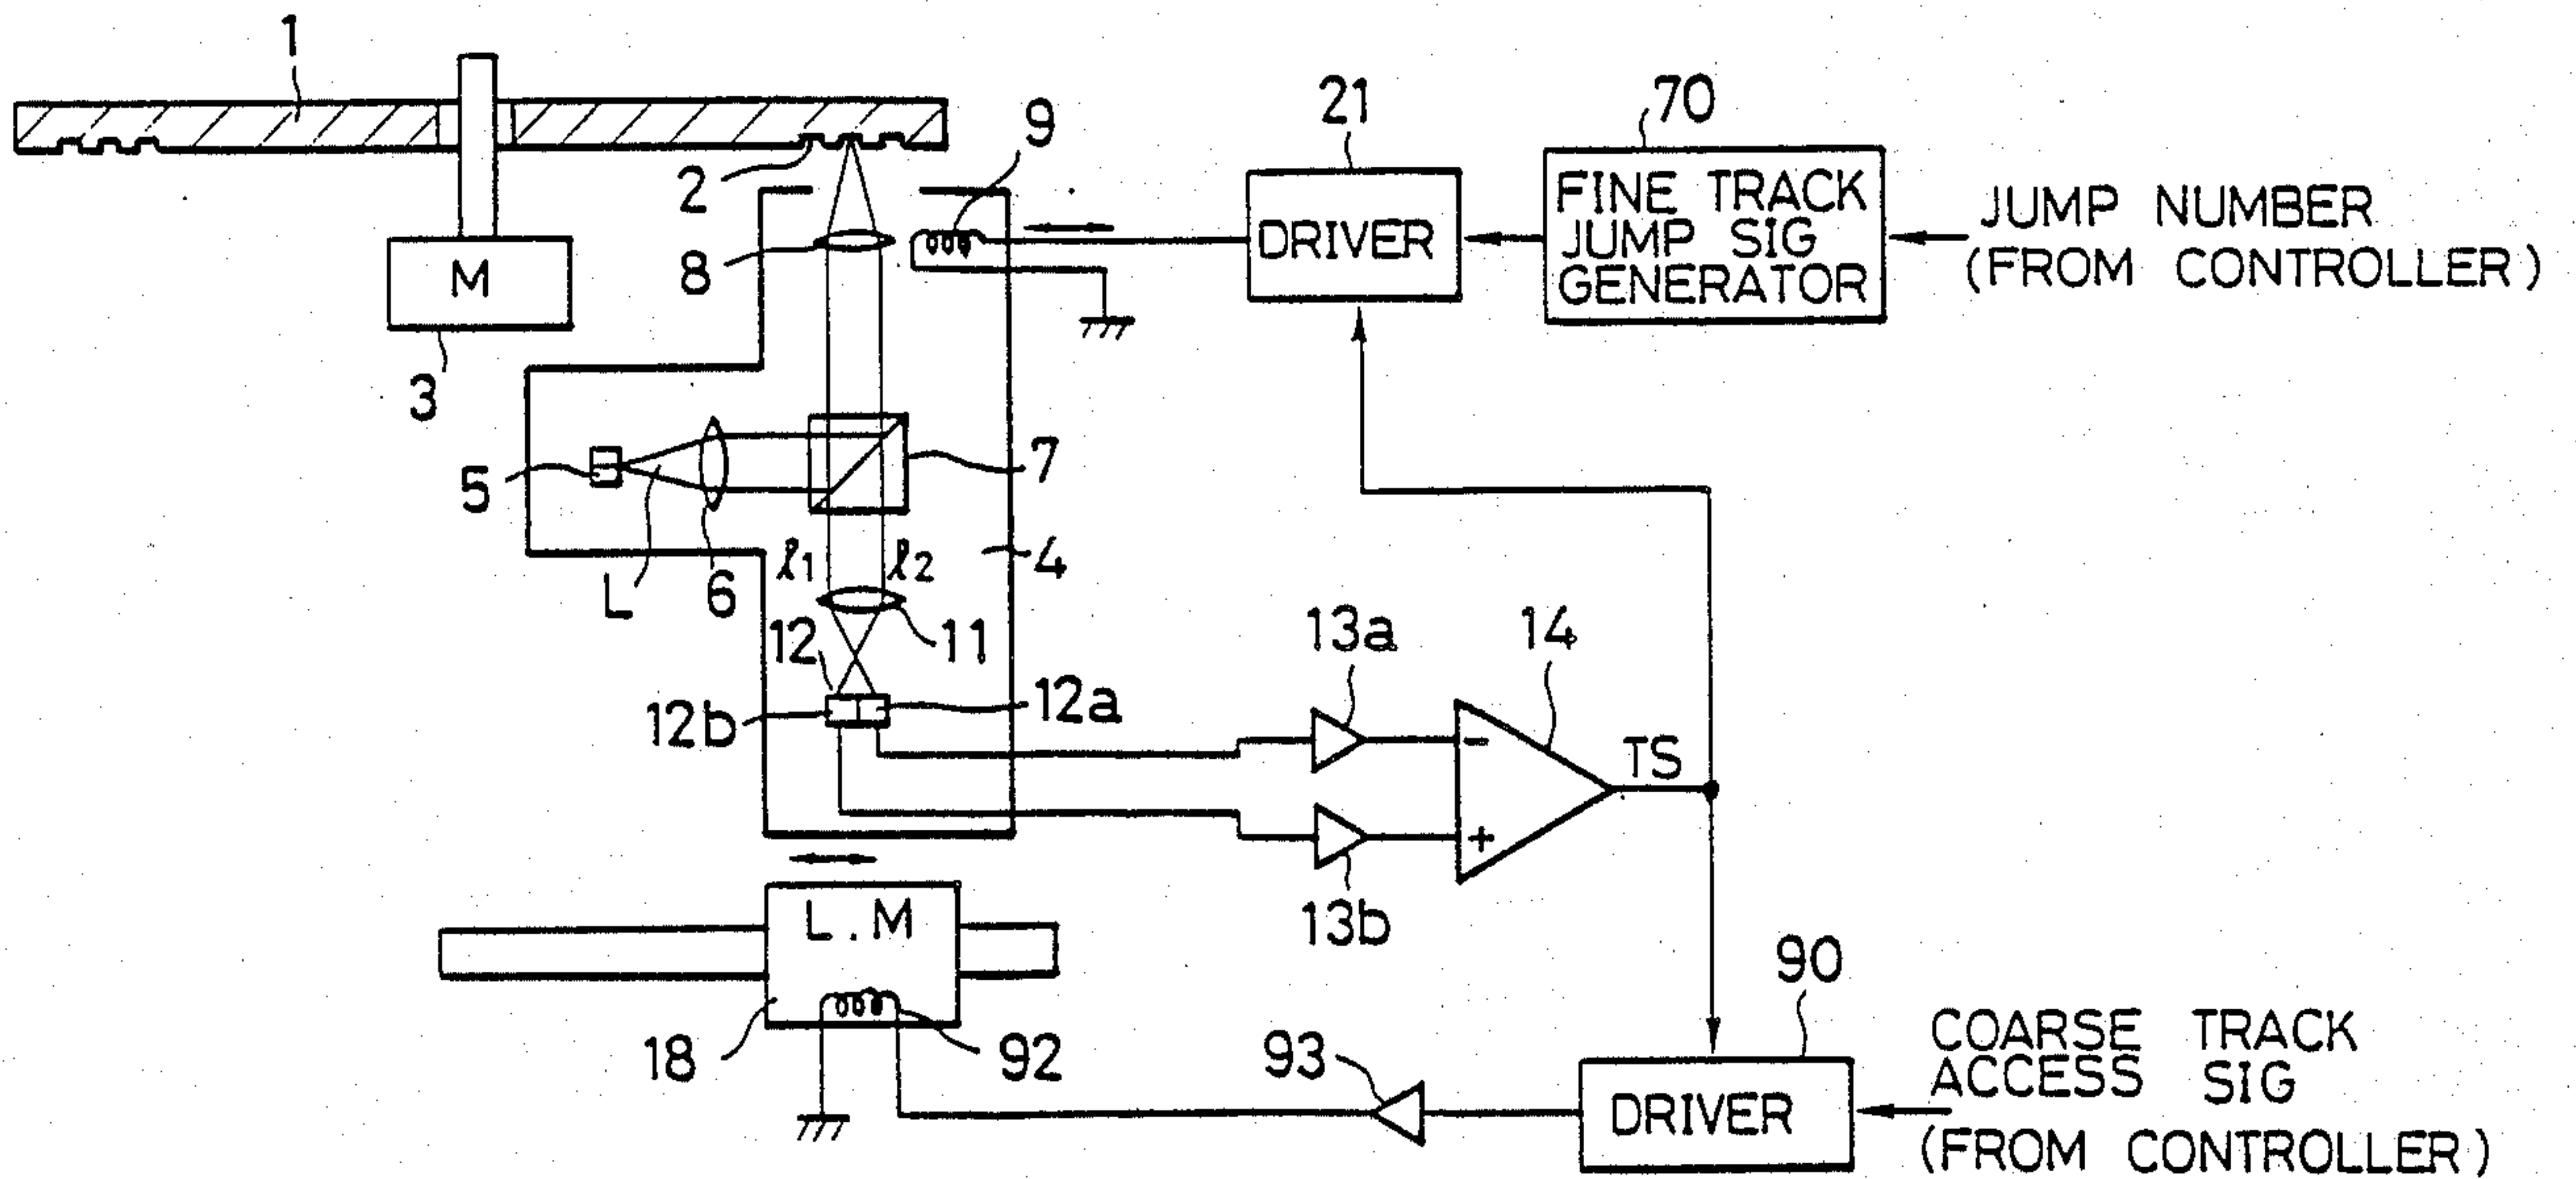 1
2
9
21
70
M
3
8
DRIVER
FINE TRACK
JUMP SIG
GENERATOR
JUMP NUMBER
(FROM CONTROLLER)
5
L
6
7
4
ℓ1
ℓ2
11
12
12b
12a
13a
14
-
+
TS
13b
L.M
18
92
93
90
DRIVER
COARSE TRACK
ACCESS SIG
(FROM CONTROLLER)